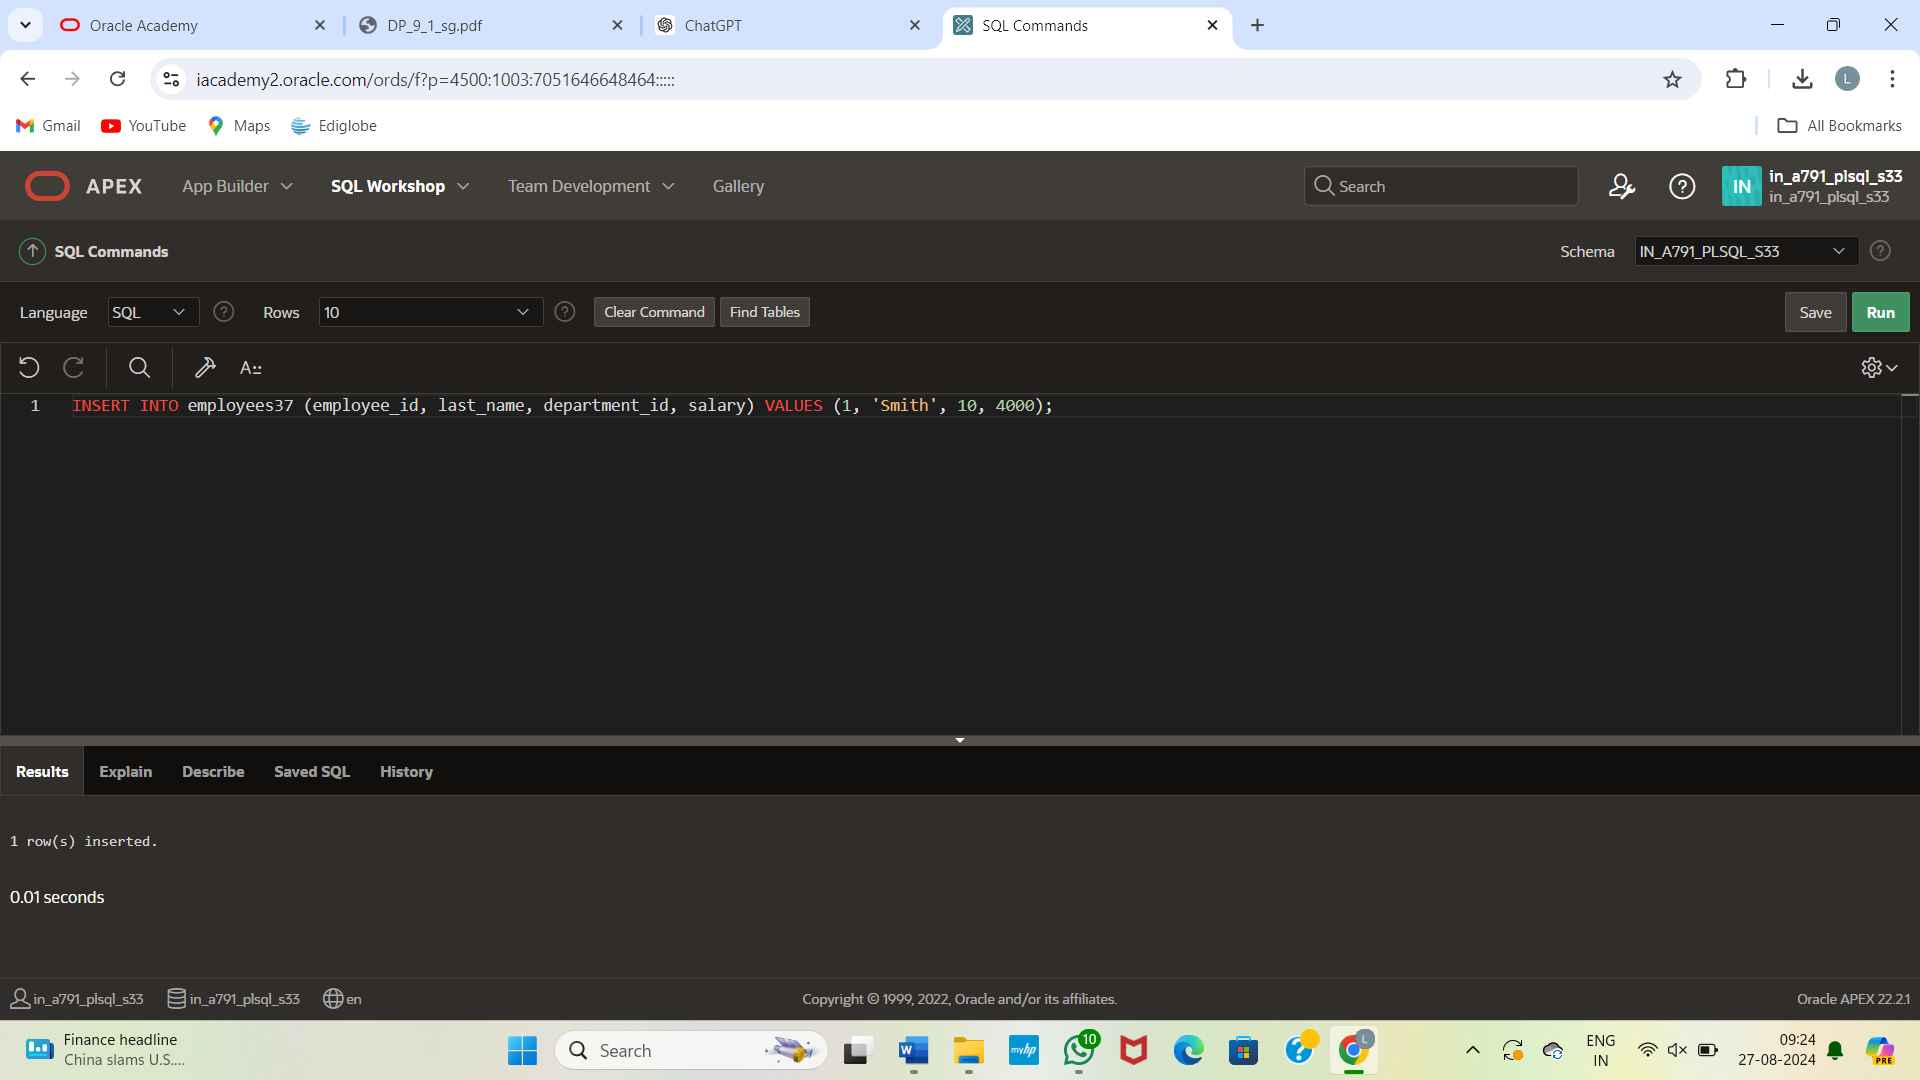 Oracle Academy
DP_9_1_sg.pdf
ChatGPT
SQL Commands
iacademy2.oracle.com/ords/f?p=4500:1003:7051646648464:::::
L
Gmail
YouTube
Maps
Ediglobe
All Bookmarks
APEX
App Builder
SQL Workshop
Team Development
Gallery
Search
IN
in_a791_plsql_s33
in_a791_plsql_s33
SQL Commands
Schema
IN_A791_PLSQL_S33
Language
SQL
Rows
10
Clear Command
Find Tables
Save
Run
A::
1 INSERT INTO employees37 (employee_id, last_name, department_id, salary) VALUES (1, 'Smith', 10, 4000);
Results
Explain
Describe
Saved SQL
History
1 row(s) inserted.
0.01 seconds
in_a791_plsql_s33
in_a791_plsql_s33
en
Copyright © 1999, 2022, Oracle and/or its affiliates.
Oracle APEX 22.2.1
Finance headline
China slams U.S....
Search
W
myhp
10
L
ENG
IN
09:24
27-08-2024
PRE